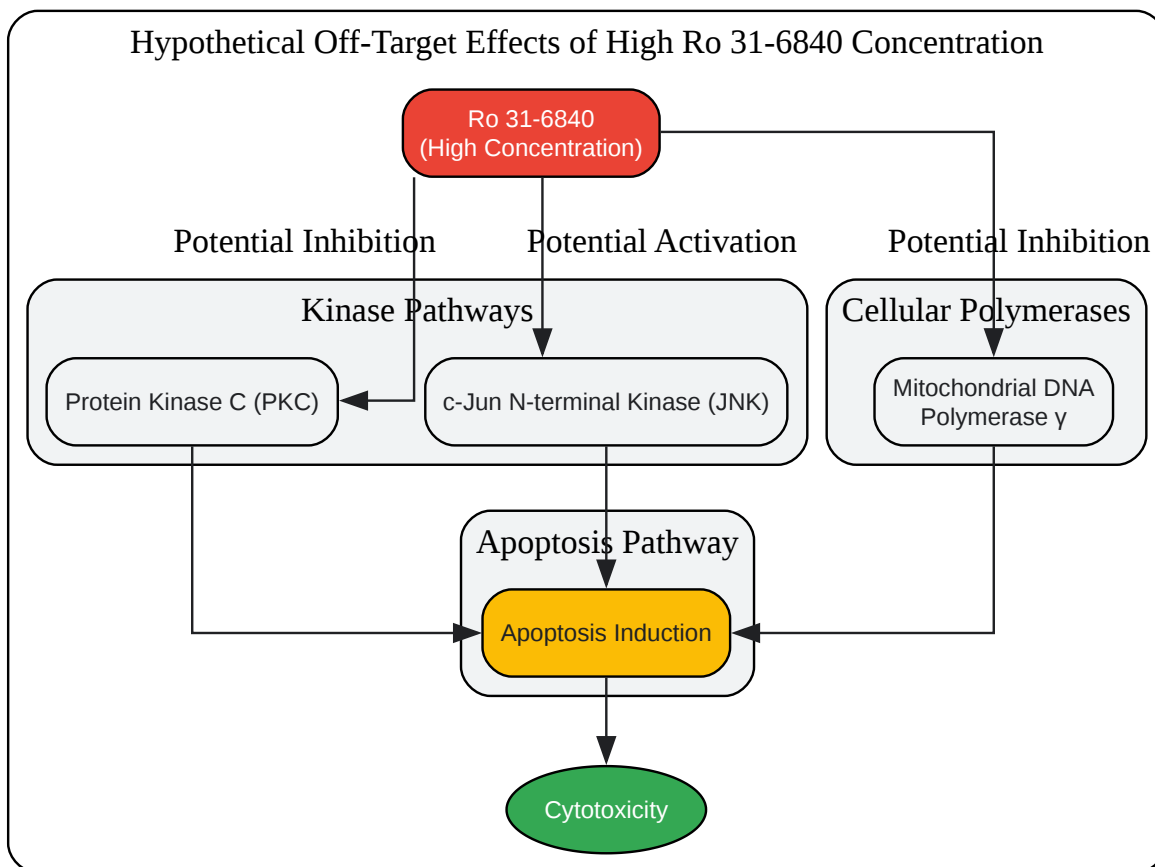 Hypothetical Off-Target Effects of High Ro 31-6840 Concentration
Ro 31-6840
(High Concentration)
Potential Inhibition
Potential Activation
Potential Inhibition
Kinase Pathways
Cellular Polymerases
Protein Kinase C (PKC)
c-Jun N-terminal Kinase (JNK)
Mitochondrial DNA
Polymerase γ
Apoptosis Pathway
Apoptosis Induction
Cytotoxicity